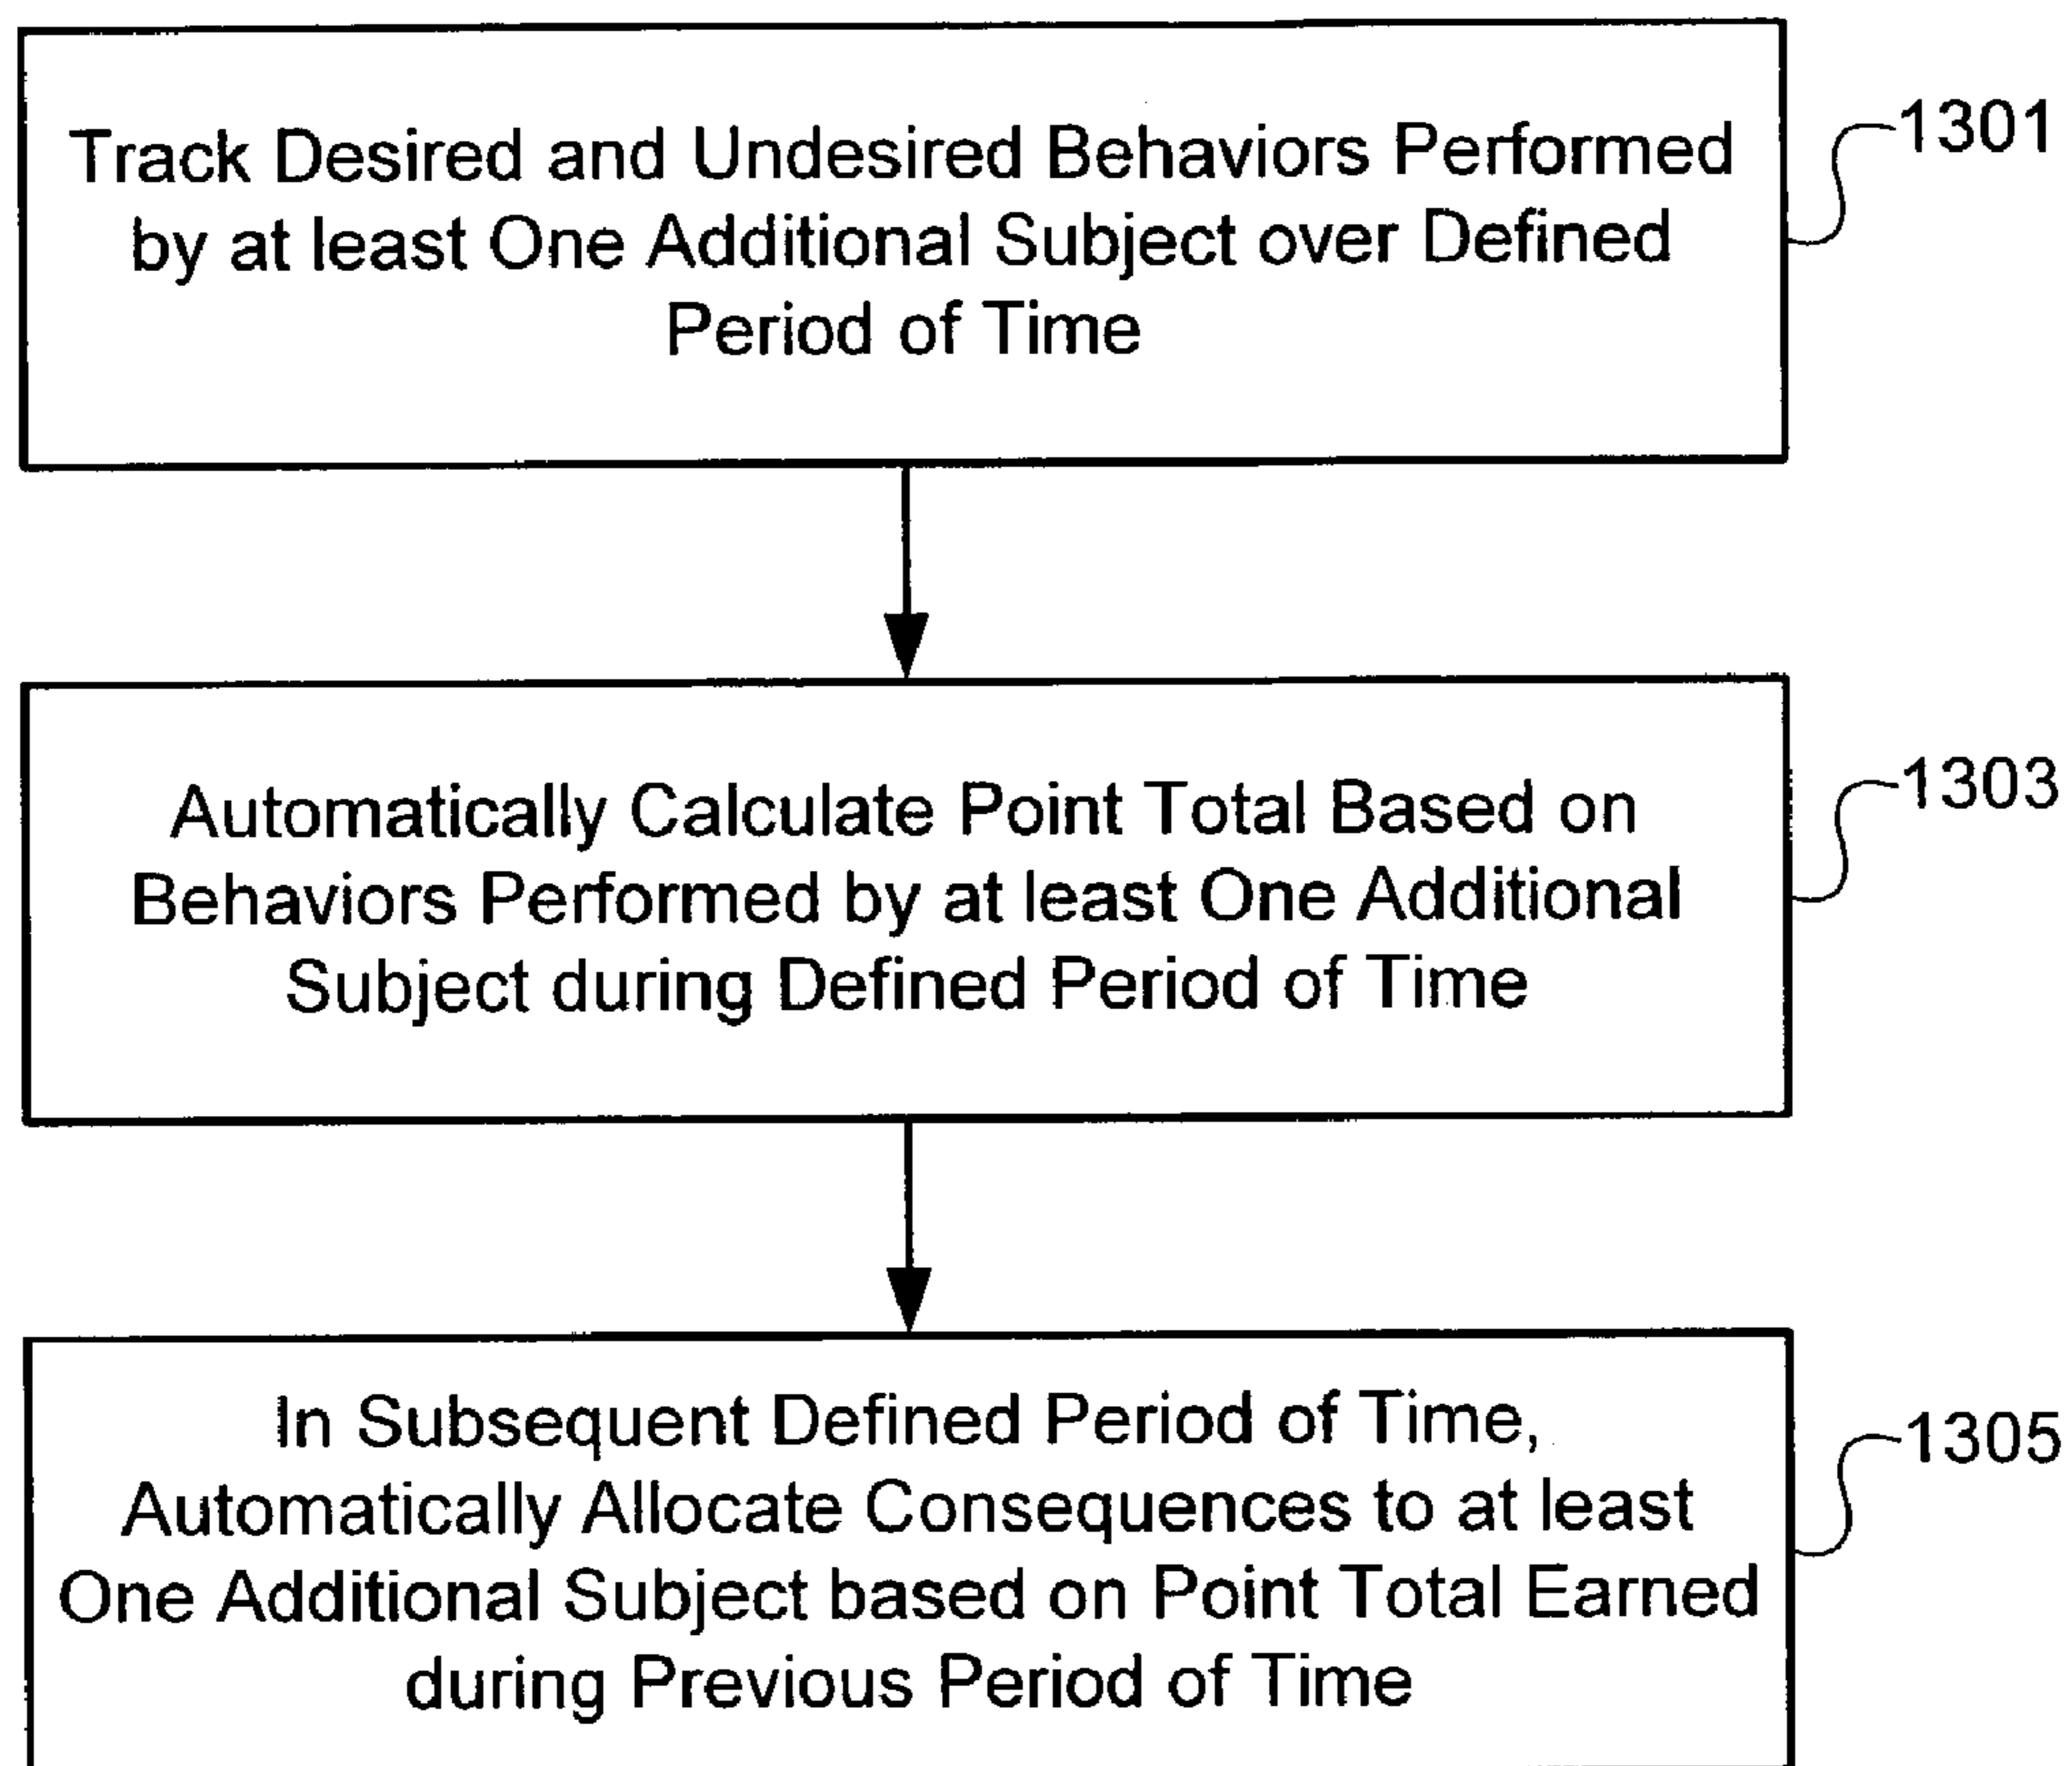 Track Desired and Undesired Behaviors Performed
by at least One Additional Subject over Defined
Period of Time
1301
Automatically Calculate Point Total Based on
Behaviors Performed by at least One Additional
Subject during Defined Period of Time
1303
In Subsequent Defined Period of Time,
Automatically Allocate Consequences to at least
One Additional Subject based on Point Total Earned
during Previous Period of Time
1305